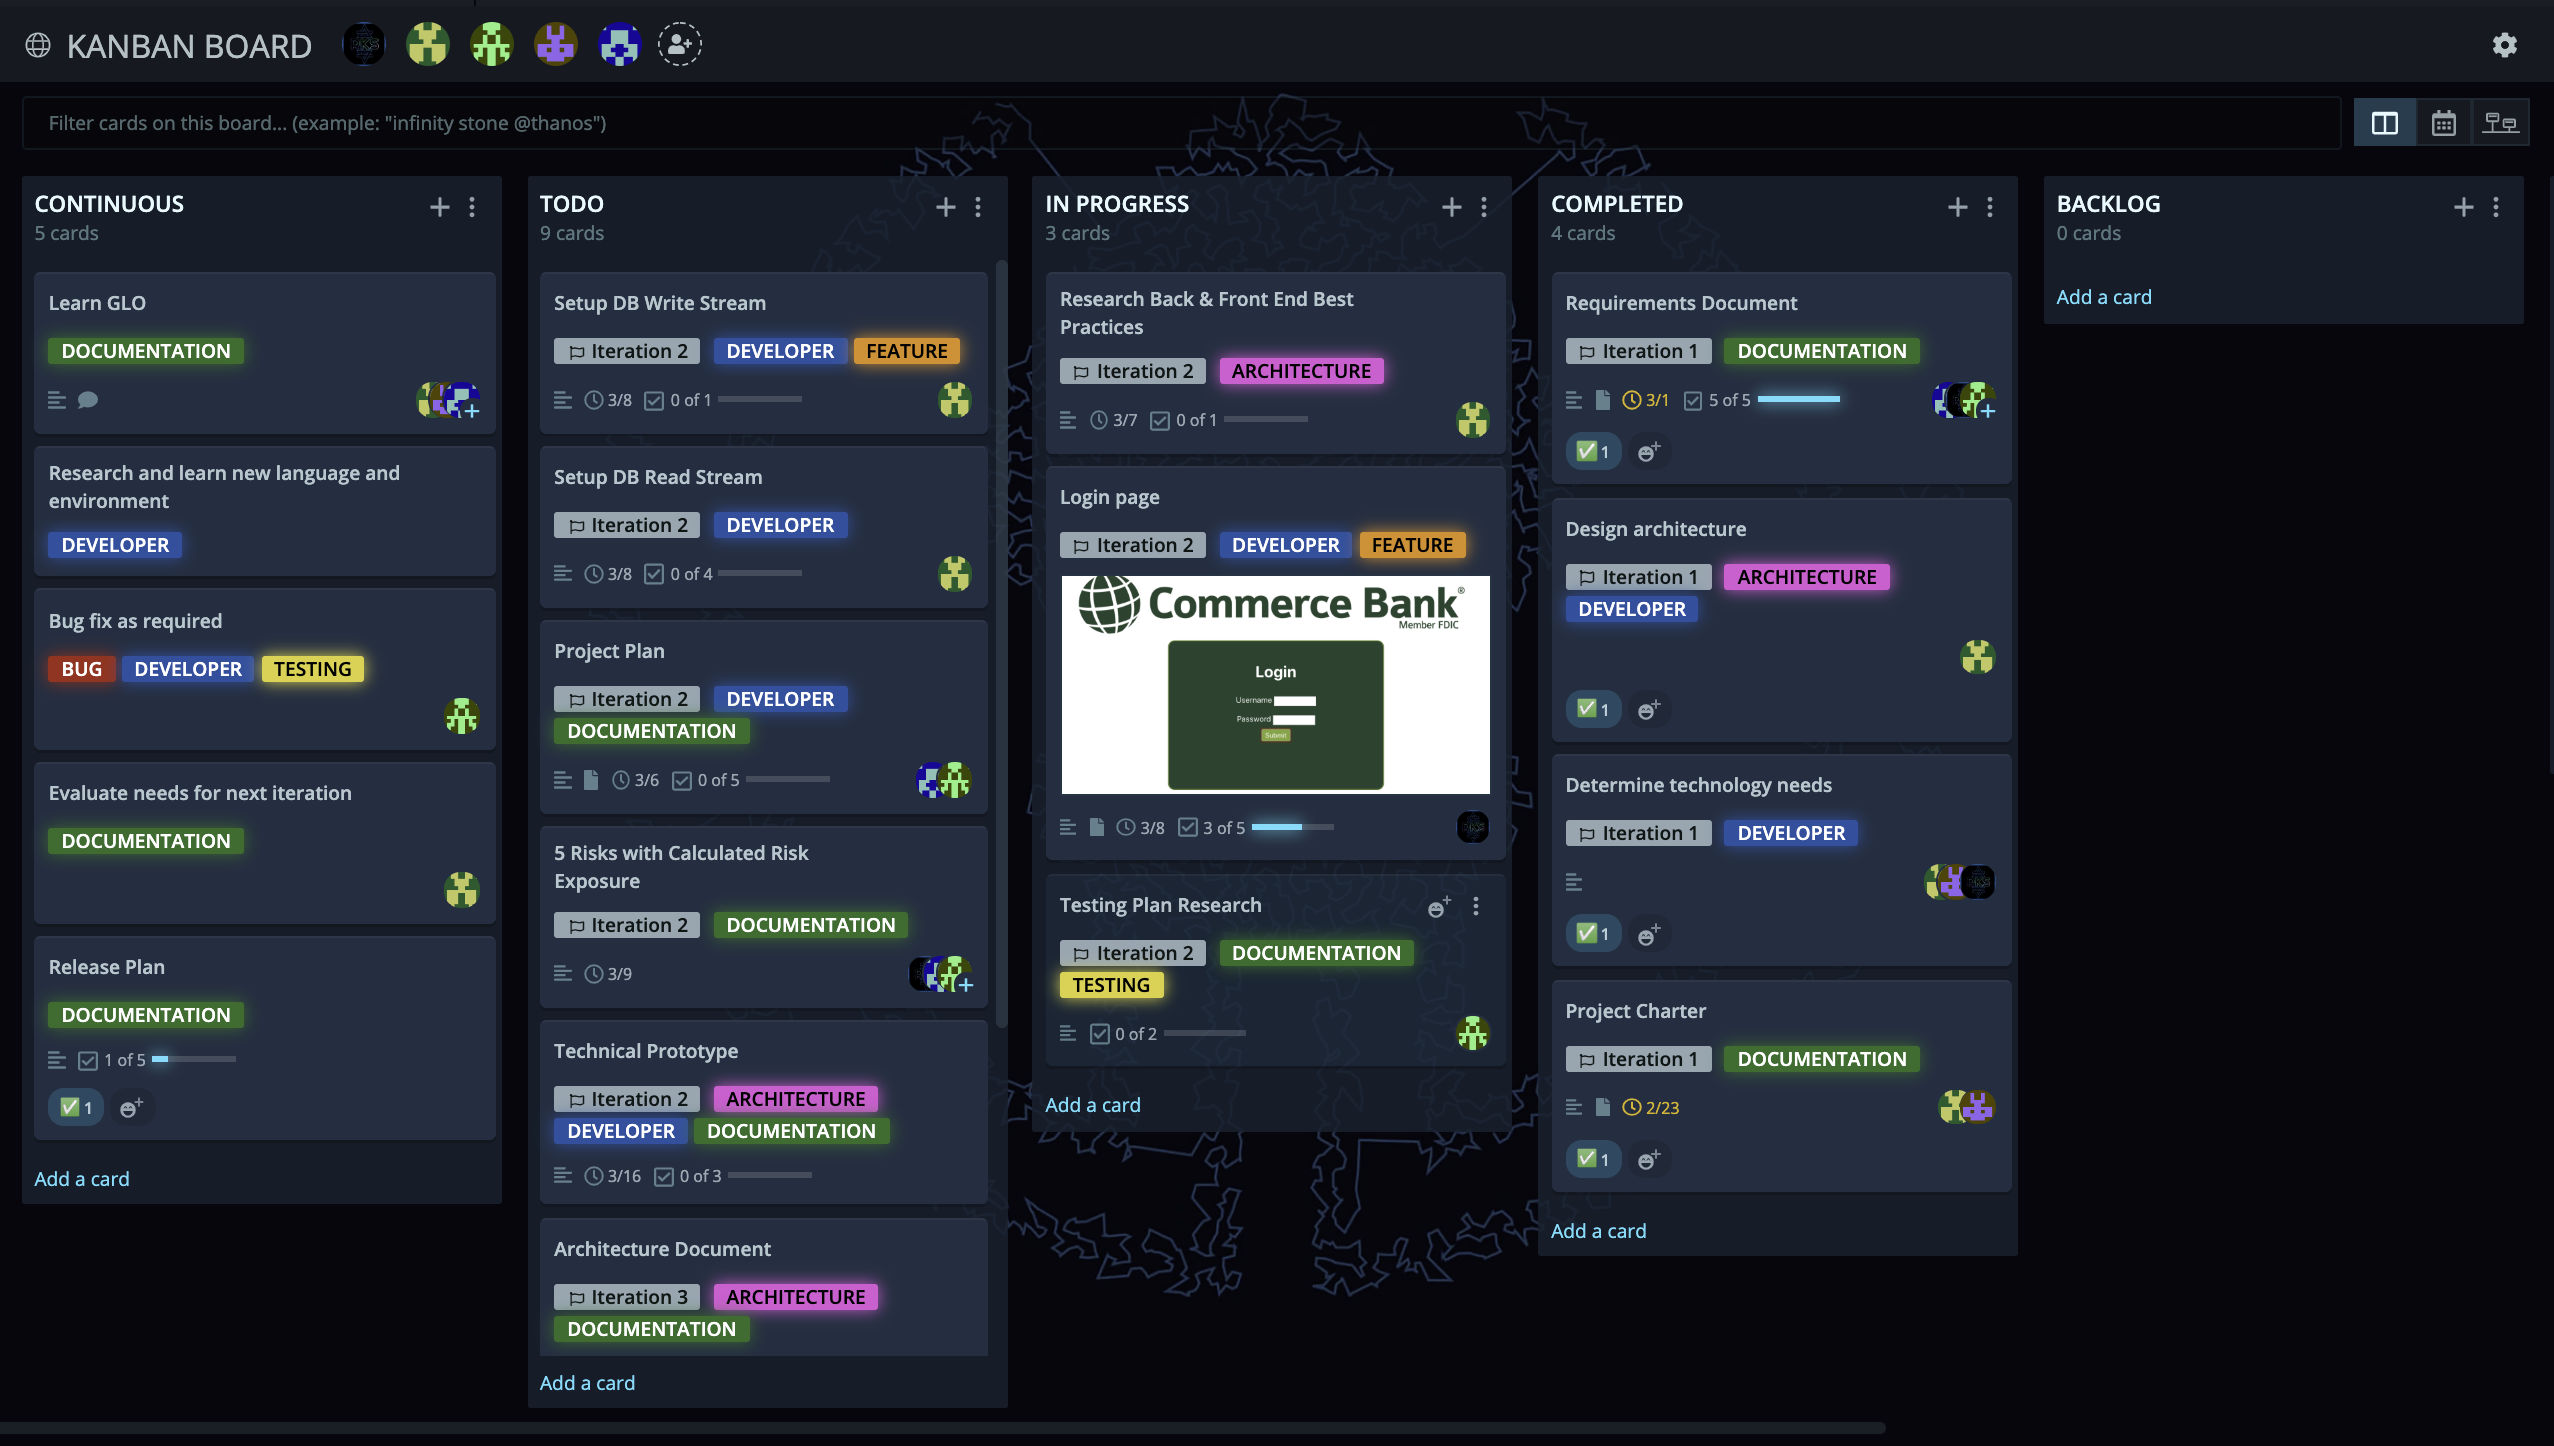 KANBAN BOARD
Filter cards on this board... (example: "infinity stone @thanos")
CONTINUOUS
5 cards
Learn GLO
DOCUMENTATION
Research and learn new language and
environment
DEVELOPER
Bug fix as required
BUG DEVELOPER TESTING
Evaluate needs for next iteration
DOCUMENTATION
Release Plan
DOCUMENTATION
1 of 5
1
Add a card
TODO
9 cards
Setup DB Write Stream
Iteration 2 DEVELOPER FEATURE
3/8 0 of 1
Setup DB Read Stream
Iteration 2 DEVELOPER
3/8 0 of 4
Project Plan
Iteration 2 DEVELOPER
DOCUMENTATION
3/6 0 of 5
5 Risks with Calculated Risk
Exposure
Iteration 2 DOCUMENTATION
3/9
Technical Prototype
Iteration 2 ARCHITECTURE
DEVELOPER DOCUMENTATION
3/16 0 of 3
Architecture Document
Iteration 3 ARCHITECTURE
DOCUMENTATION
Add a card
IN PROGRESS
3 cards
Research Back & Front End Best
Practices
Iteration 2 ARCHITECTURE
3/7 0 of 1
Login page
Iteration 2 DEVELOPER FEATURE
Commerce Bank®
Member FDIC
Login
Username
Password
Submit
3/8 3 of 5
Testing Plan Research
Iteration 2 DOCUMENTATION
TESTING
0 of 2
Add a card
COMPLETED
4 cards
Requirements Document
Iteration 1 DOCUMENTATION
3/1 5 of 5
1
Design architecture
Iteration 1 ARCHITECTURE
DEVELOPER
1
Determine technology needs
Iteration 1 DEVELOPER
1
Project Charter
Iteration 1 DOCUMENTATION
2/23
1
Add a card
BACKLOG
0 cards
Add a card